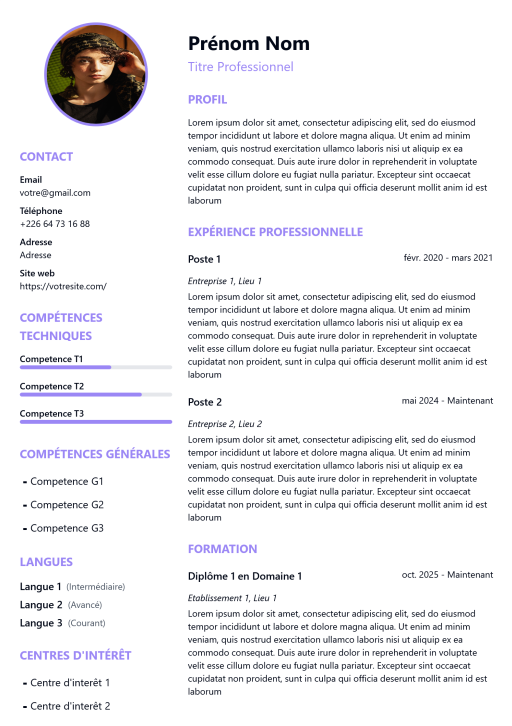 CONTACT
Email
votre@gmail.com
Téléphone
+226 64 73 16 88
Adresse
Adresse
Site web
https://votresite.com/
COMPÉTENCES
TECHNIQUES
Competence T1
Competence T2
Competence T3
COMPÉTENCES GÉNÉRALES
- Competence G1
- Competence G2
- Competence G3
LANGUES
Langue 1 (Intermédiaire)
Langue 2 (Avancé)
Langue 3 (Courant)
CENTRES D'INTÉRÊT
- Centre d'interêt 1
- Centre d'interêt 2
Prénom Nom
Titre Professionnel
PROFIL
Lorem ipsum dolor sit amet, consectetur adipiscing elit, sed do eiusmod
tempor incididunt ut labore et dolore magna aliqua. Ut enim ad minim
veniam, quis nostrud exercitation ullamco laboris nisi ut aliquip ex ea
commodo consequat. Duis aute irure dolor in reprehenderit in voluptate
velit esse cillum dolore eu fugiat nulla pariatur. Excepteur sint occaecat
cupidatat non proident, sunt in culpa qui officia deserunt mollit anim id est
laborum
EXPÉRIENCE PROFESSIONNELLE
Poste 1 févr. 2020 - mars 2021
Entreprise 1, Lieu 1
Lorem ipsum dolor sit amet, consectetur adipiscing elit, sed do eiusmod
tempor incididunt ut labore et dolore magna aliqua. Ut enim ad minim
veniam, quis nostrud exercitation ullamco laboris nisi ut aliquip ex ea
commodo consequat. Duis aute irure dolor in reprehenderit in voluptate
velit esse cillum dolore eu fugiat nulla pariatur. Excepteur sint occaecat
cupidatat non proident, sunt in culpa qui officia deserunt mollit anim id est
laborum
Poste 2 mai 2024 - Maintenant
Entreprise 2, Lieu 2
Lorem ipsum dolor sit amet, consectetur adipiscing elit, sed do eiusmod
tempor incididunt ut labore et dolore magna aliqua. Ut enim ad minim
veniam, quis nostrud exercitation ullamco laboris nisi ut aliquip ex ea
commodo consequat. Duis aute irure dolor in reprehenderit in voluptate
velit esse cillum dolore eu fugiat nulla pariatur. Excepteur sint occaecat
cupidatat non proident, sunt in culpa qui officia deserunt mollit anim id est
laborum
FORMATION
Diplôme 1 en Domaine 1 oct. 2025 - Maintenant
Etablissement 1, Lieu 1
Lorem ipsum dolor sit amet, consectetur adipiscing elit, sed do eiusmod
tempor incididunt ut labore et dolore magna aliqua. Ut enim ad minim
veniam, quis nostrud exercitation ullamco laboris nisi ut aliquip ex ea
commodo consequat. Duis aute irure dolor in reprehenderit in voluptate
velit esse cillum dolore eu fugiat nulla pariatur. Excepteur sint occaecat
cupidatat non proident, sunt in culpa qui officia deserunt mollit anim id est
laborum